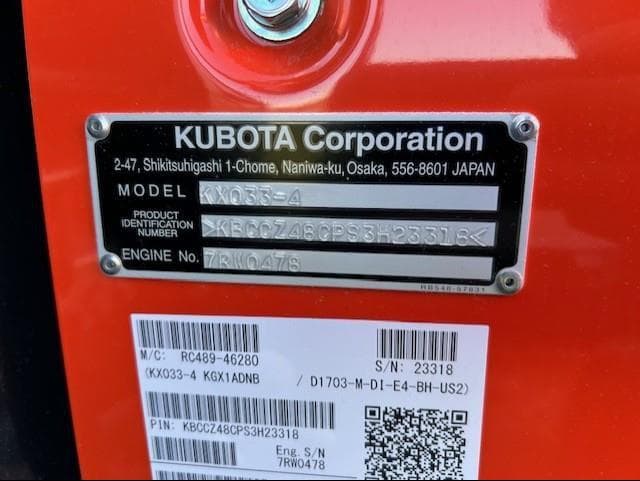 KUBOTA Corporation
2-47, Shikitsuhigashi 1-Chome, Naniwa-ku, Osaka, 556-8601 JAPAN
MODEL KX033-4
PRODUCT
IDENTIFICATION
NUMBER >KBCCZ48CPS3H23318<
ENGINE No. 7RW0478
RB548-57831
M/C: RC489-46280
S/N: 23318
(KX033-4 KGX1ADNB / D1703-M-DI-E4-BH-US2)
PIN: KBCCZ48CPS3H23318
Eng.S/N
7RW0478